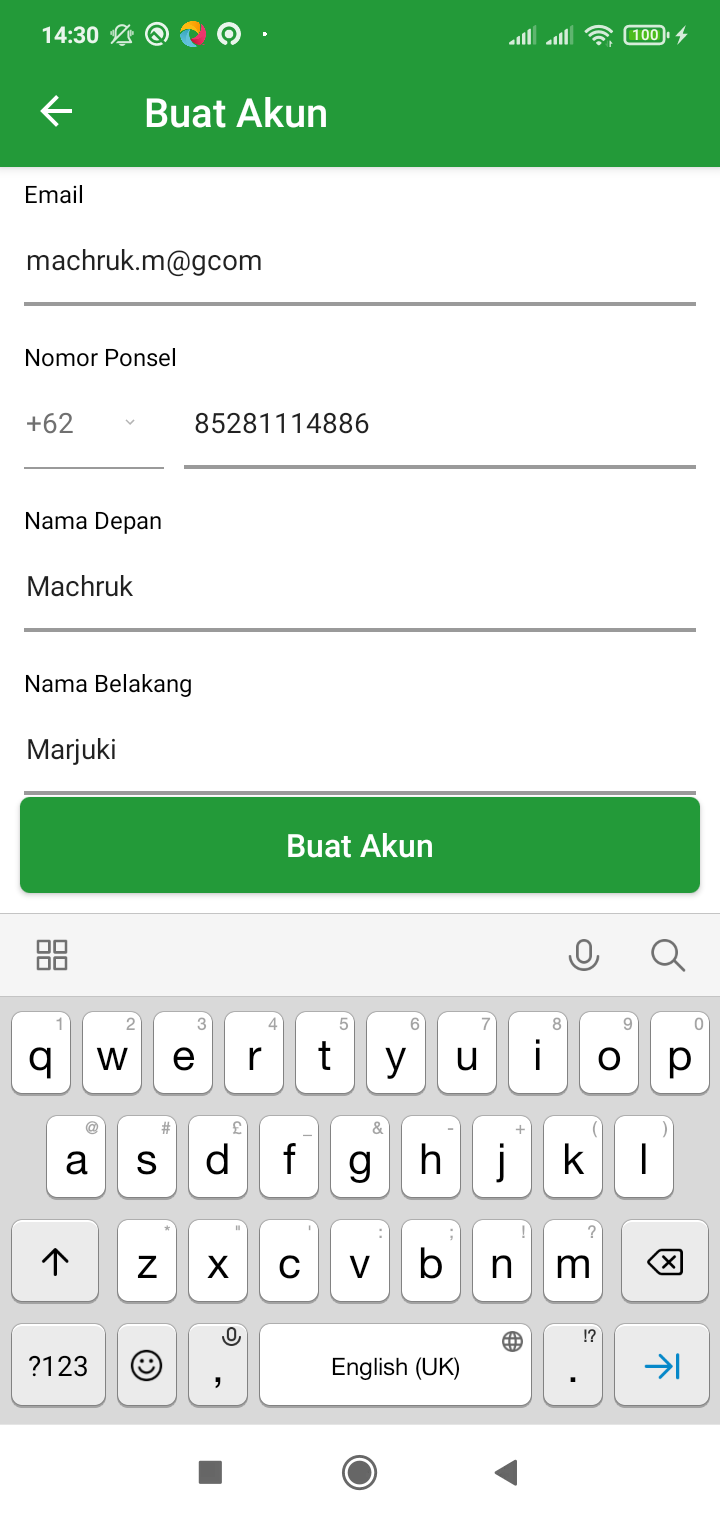 14:30
100
Buat Akun
Email
machruk.m@gcom
Nomor Ponsel
+62 85281114886
Nama Depan
Machruk
Nama Belakang
Marjuki
Buat Akun
1 2 3 4 5 6 7 8 9 0
q w e r t y u i o p
@ # £ _ & - + ( )
a s d f g h j k l
* " ' : ; ! ?
z x c v b n m
!?
?123 , English (UK) .